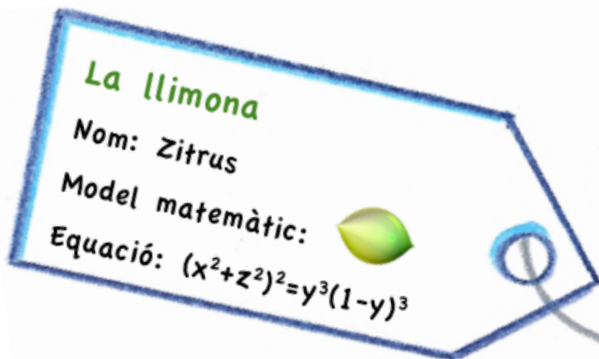 La llimona
Nom: Zitrus
Model matemàtic:
Equació: (x²+z²)²=y³(1-y)³